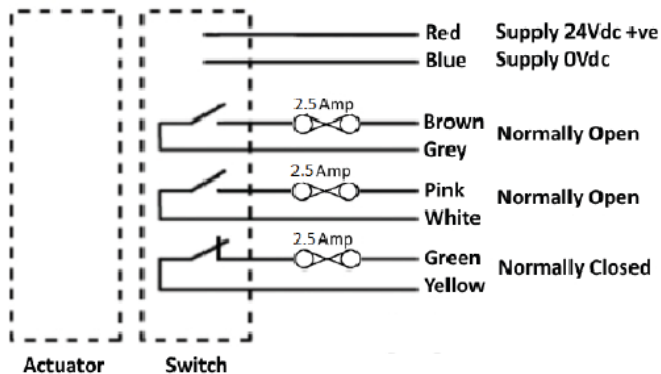 Red Supply 24Vdc +ve
Blue Supply 0Vdc
2.5 Amp
Brown
Normally Open
Grey
2.5 Amp
Pink
Normally Open
White
2.5 Amp
Green
Normally Closed
Yellow
Actuator Switch